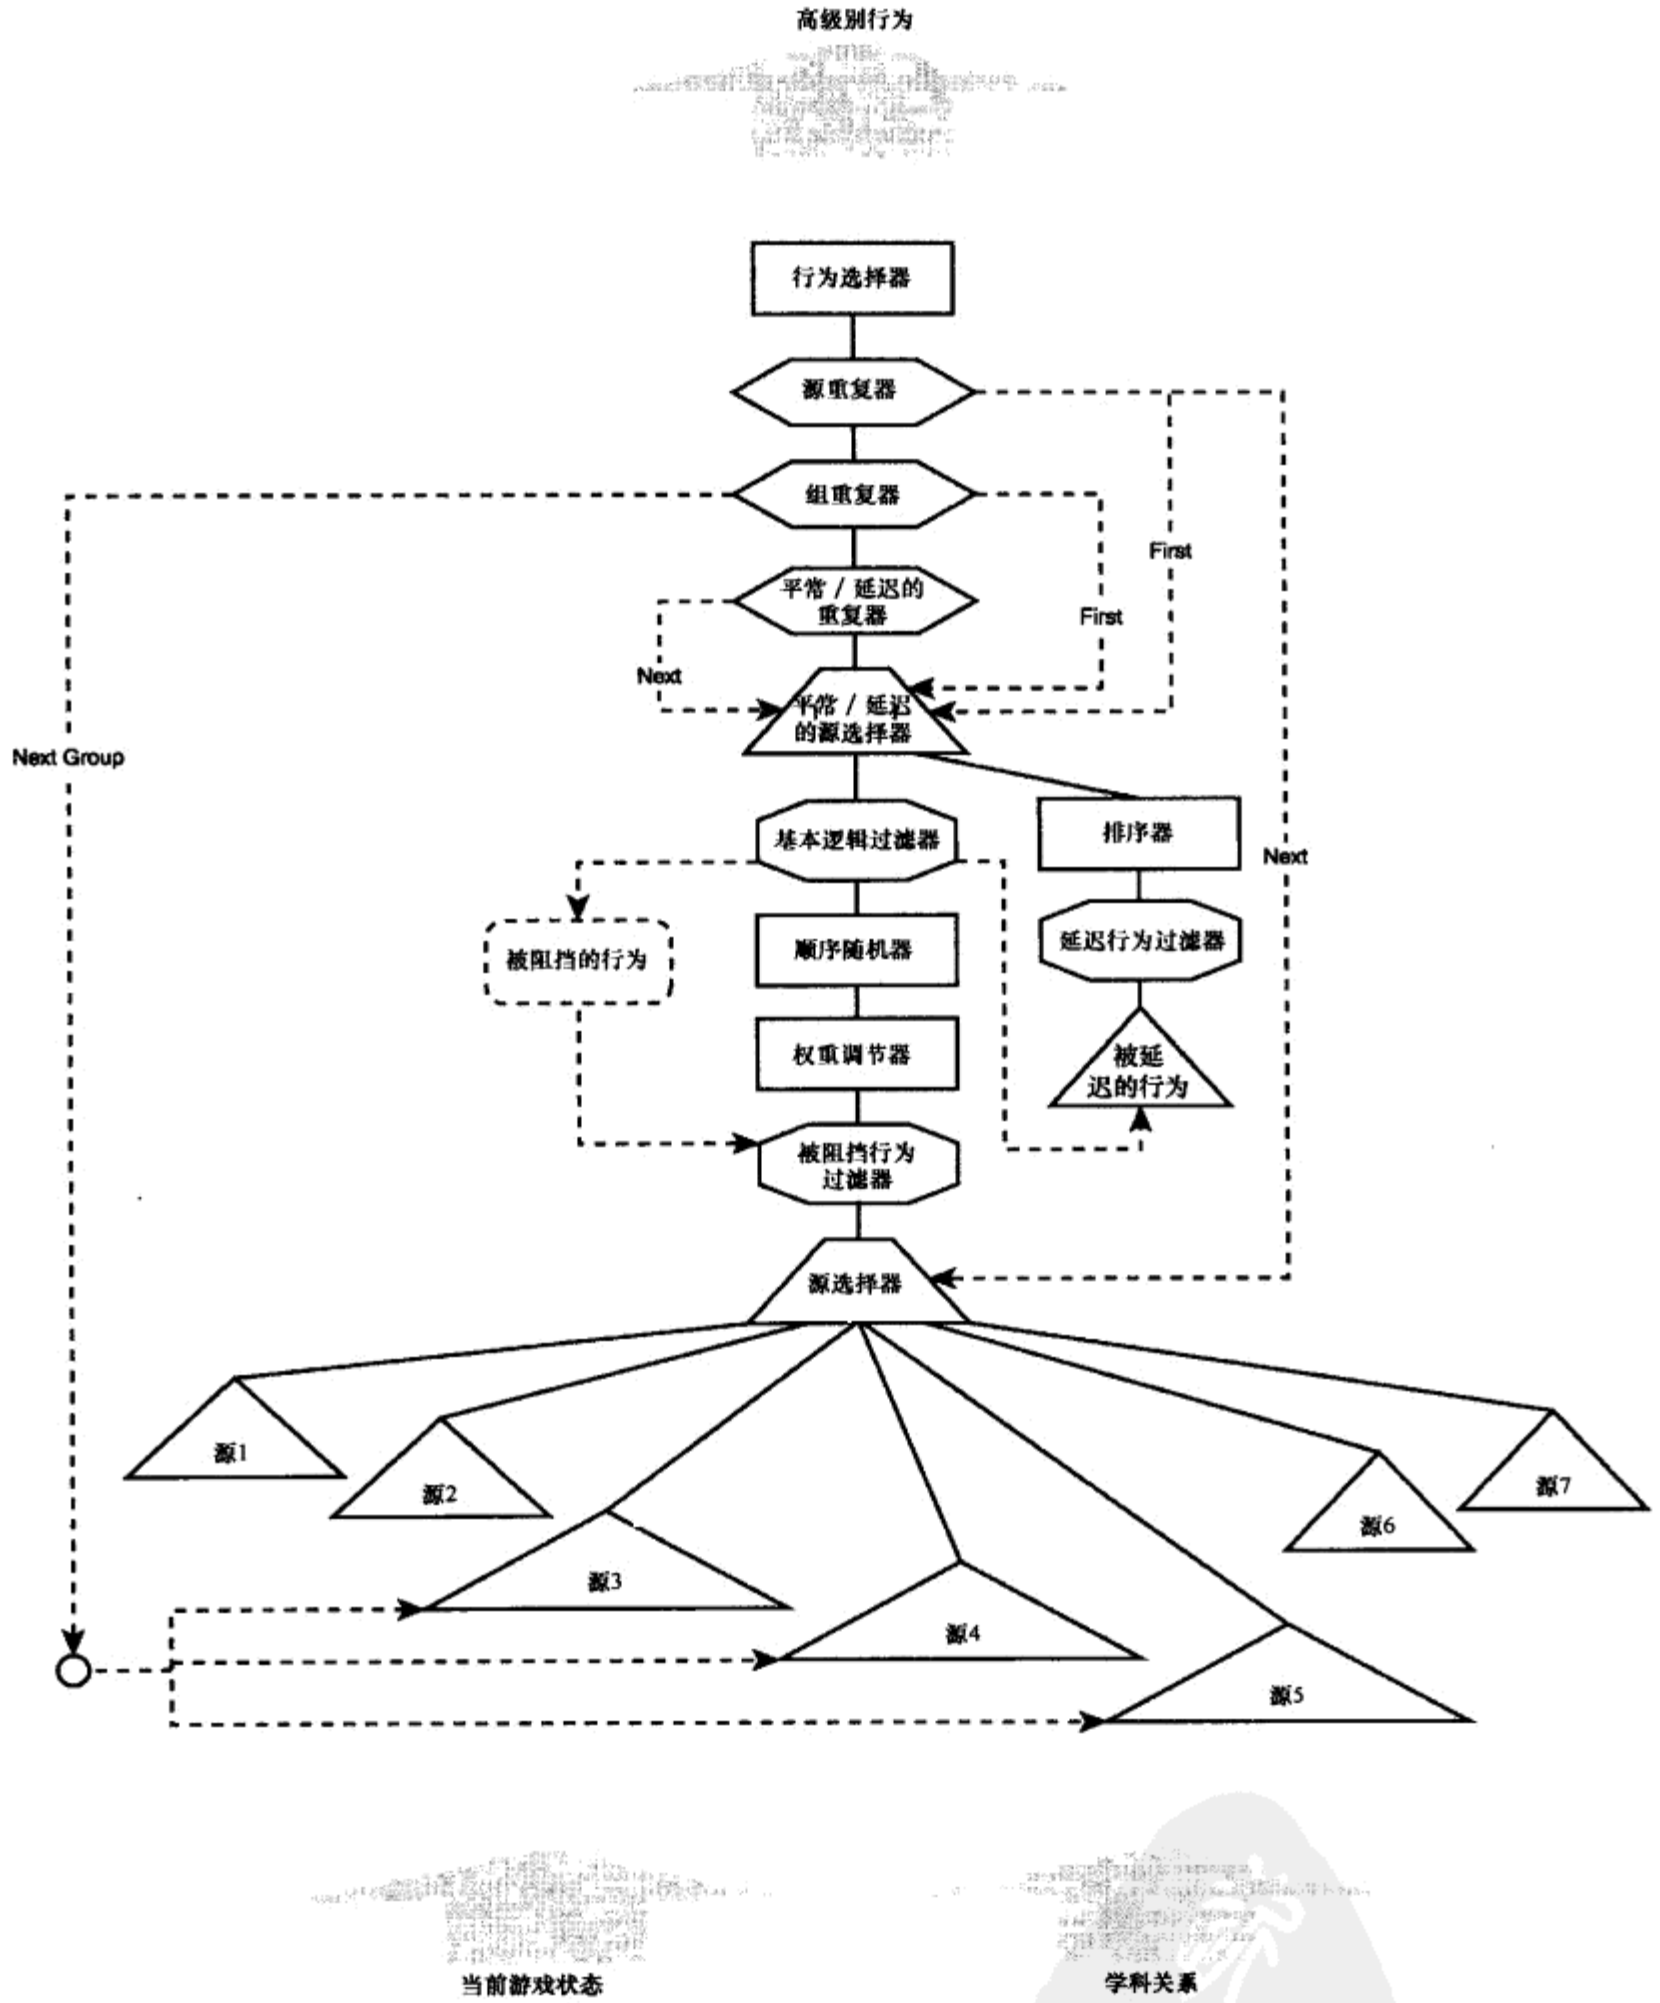 高级别行为
行为选择器
源重复器
组重复器
First
平常 / 延迟的
重复器
First
Next
平常 / 延迟
的源选择器
Next Group
排序器
基本逻辑过滤器
Next
延迟行为过滤器
顺序随机器
被阻挡的行为
权重调节器
被延
迟的行为
被阻挡行为
过滤器
源选择器
源1
源2
源7
源6
源3
源4
源5
当前游戏状态
学科关系